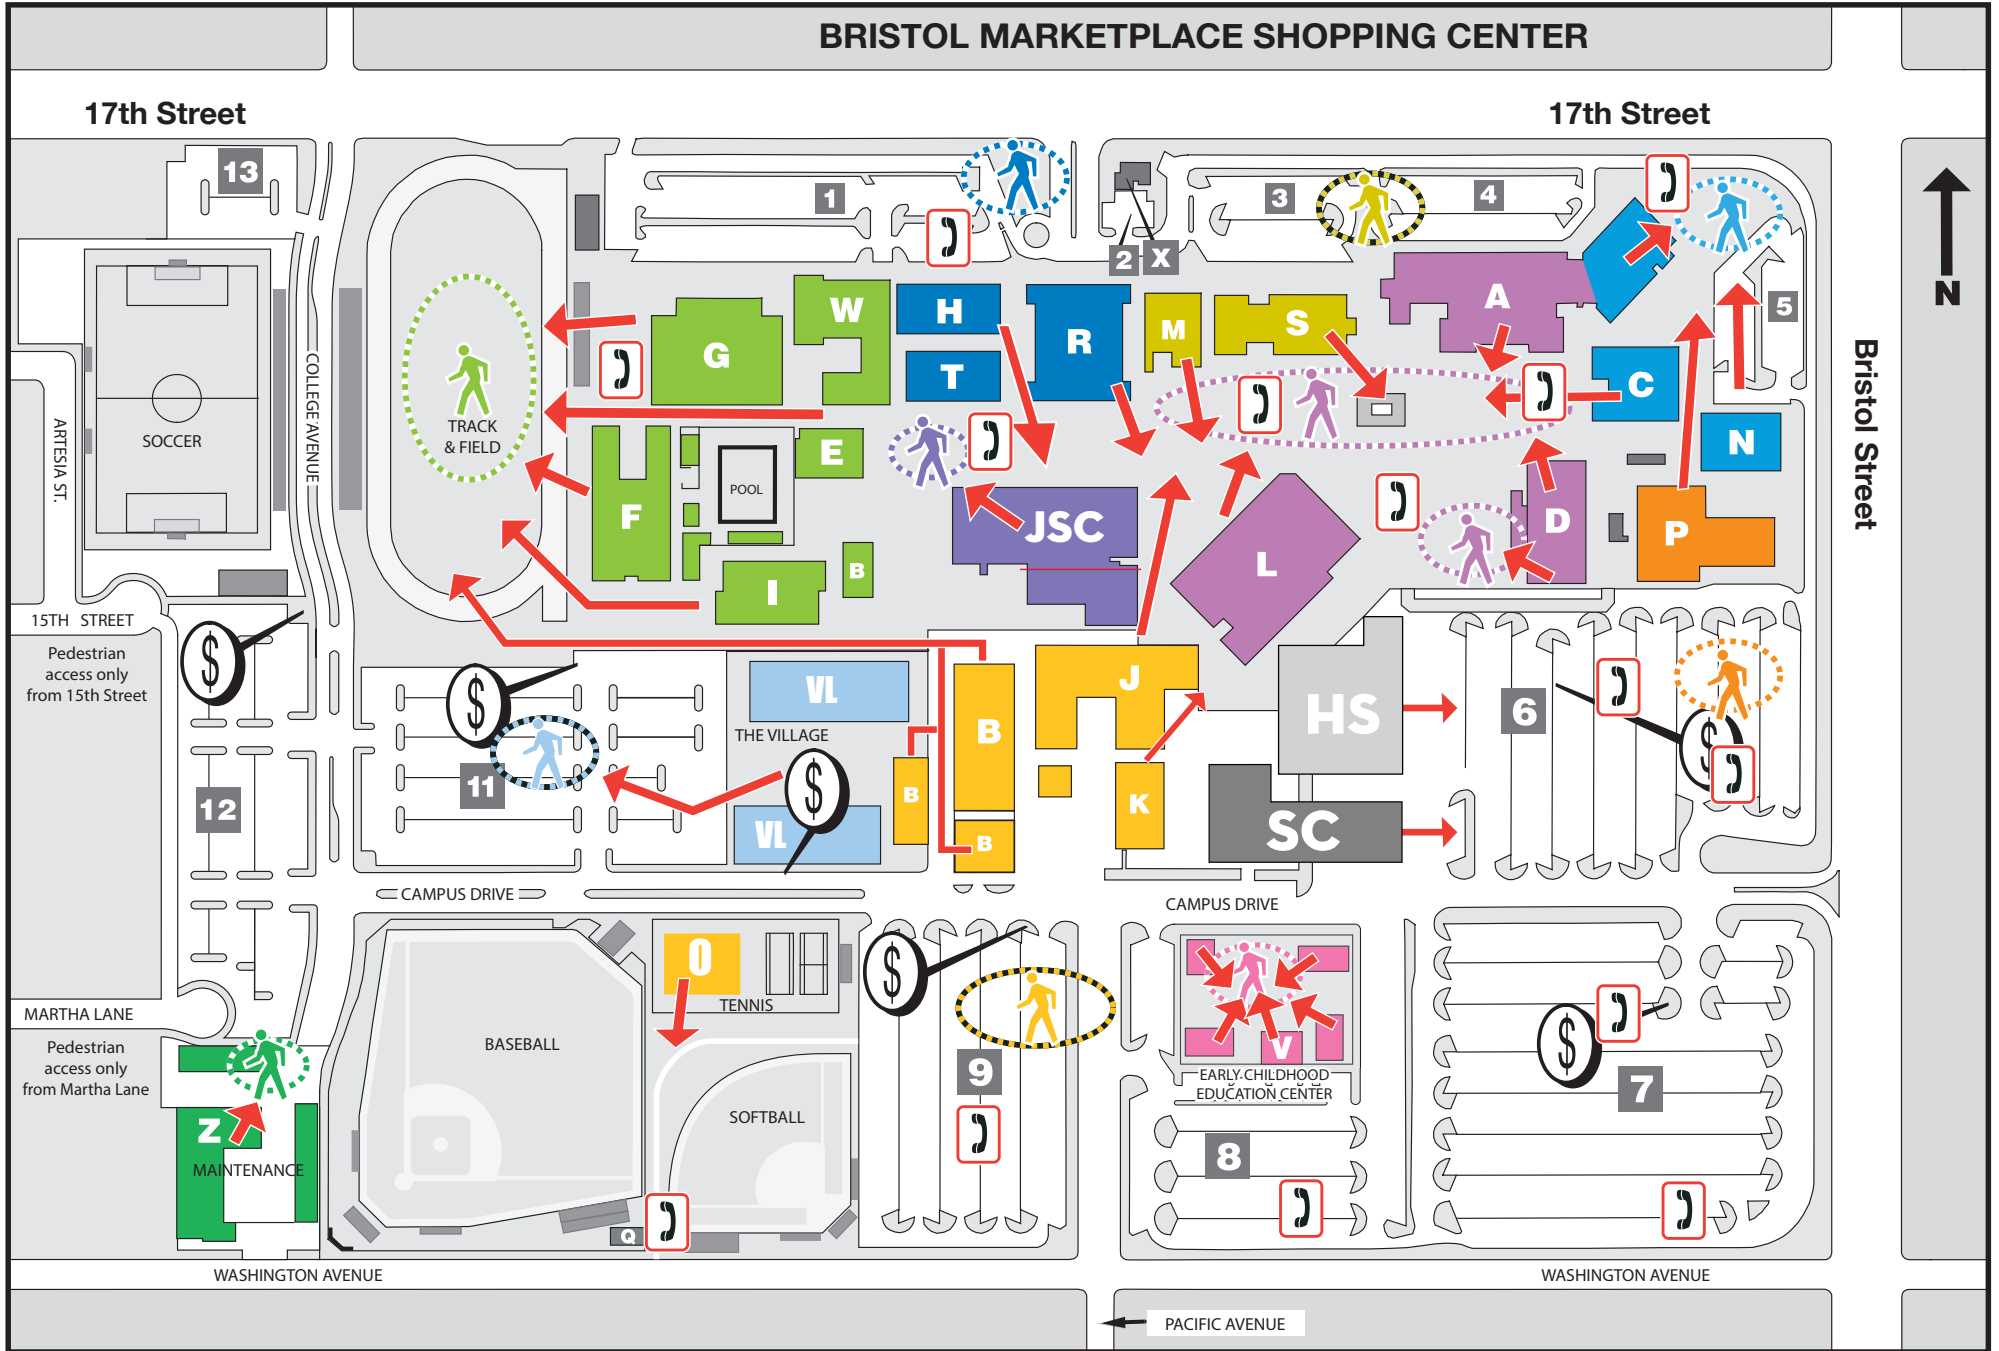 BRISTOL MARKETPLACE SHOPPING CENTER
17th Street
17th Street
13
1
3
4
2
X
5
N
W
H
R
M
S
A
G
T
C
COLLEGE AVENUE
ARTESIA ST.
SOCCER
TRACK
& FIELD
Bristol Street
N
E
POOL
F
JSC
D
P
L
B
I
15TH STREET
Pedestrian
access only
from 15th Street
$
$
VL
THE VILLAGE
J
B
HS
6
$
11
12
$
B
K
VL
B
SC
CAMPUS DRIVE
CAMPUS DRIVE
O
TENNIS
$
MARTHA LANE
Pedestrian
access only
from Martha Lane
BASEBALL
9
V
EARLY CHILDHOOD
EDUCATION CENTER
$
7
SOFTBALL
Z
MAINTENANCE
8
Q
WASHINGTON AVENUE
WASHINGTON AVENUE
PACIFIC AVENUE